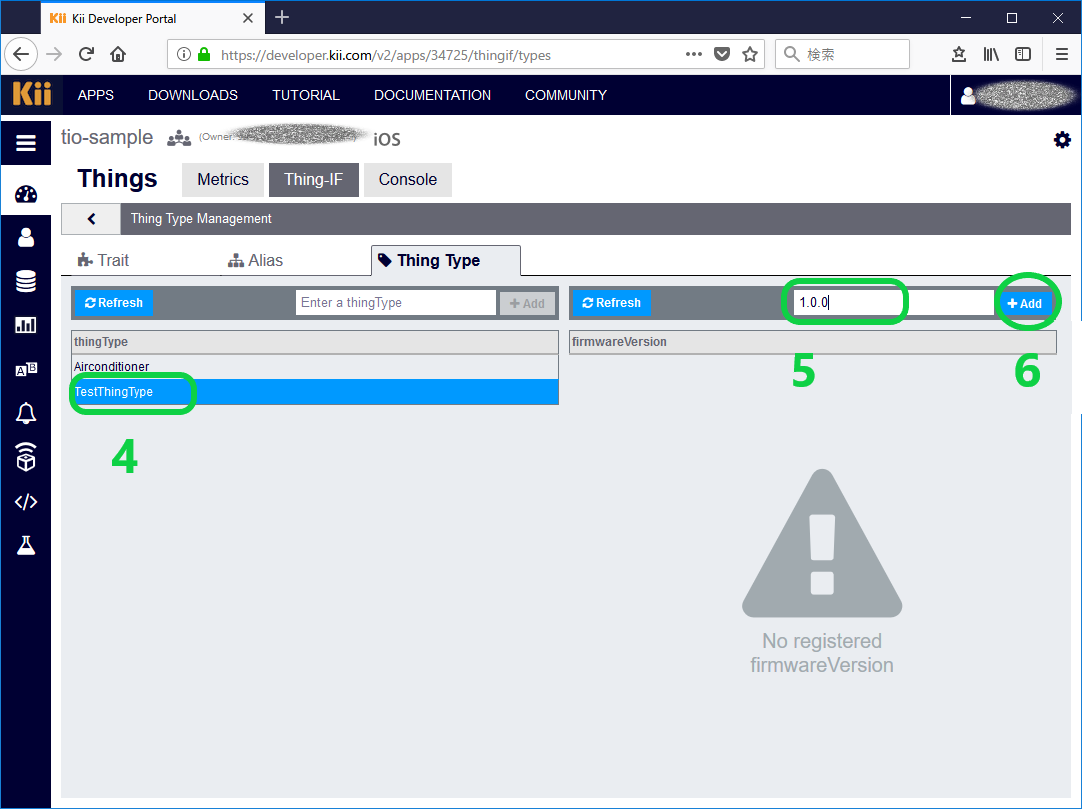 Kii Kii Developer Portal
https://developer.kii.com/v2/apps/34725/thingif/types
検索
Kii APPS DOWNLOADS TUTORIAL DOCUMENTATION COMMUNITY
tio-sample (Owner: iOS
Things Metrics Thing-IF Console
Thing Type Management
Trait Alias Thing Type
Refresh Enter a thingType + Add Refresh 1.0.0 + Add
thingType firmwareVersion
Airconditioner
TestThingType
4 5 6
A B
No registered
firmwareVersion